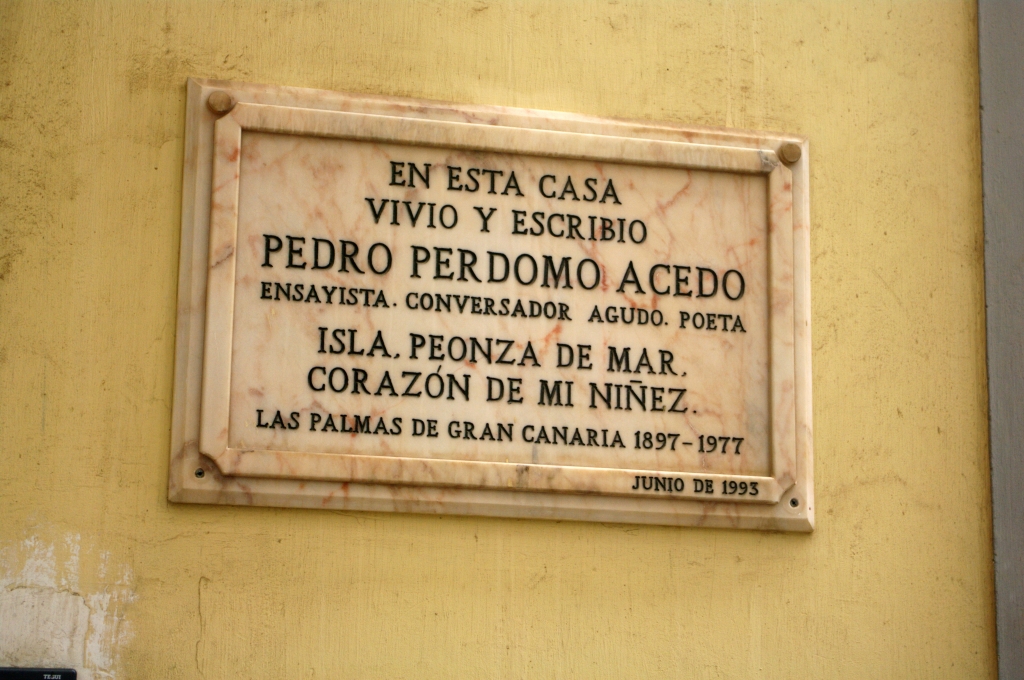 EN ESTA CASA
VIVIO Y ESCRIBIO
PEDRO PERDOMO ACEDO
ENSAYISTA. CONVERSADOR AGUDO. POETA
ISLA, PEONZA DE MAR,
CORAZÓN DE MI NIÑEZ.
LAS PALMAS DE GRAN CANARIA 1897-1977
JUNIO DE 1993